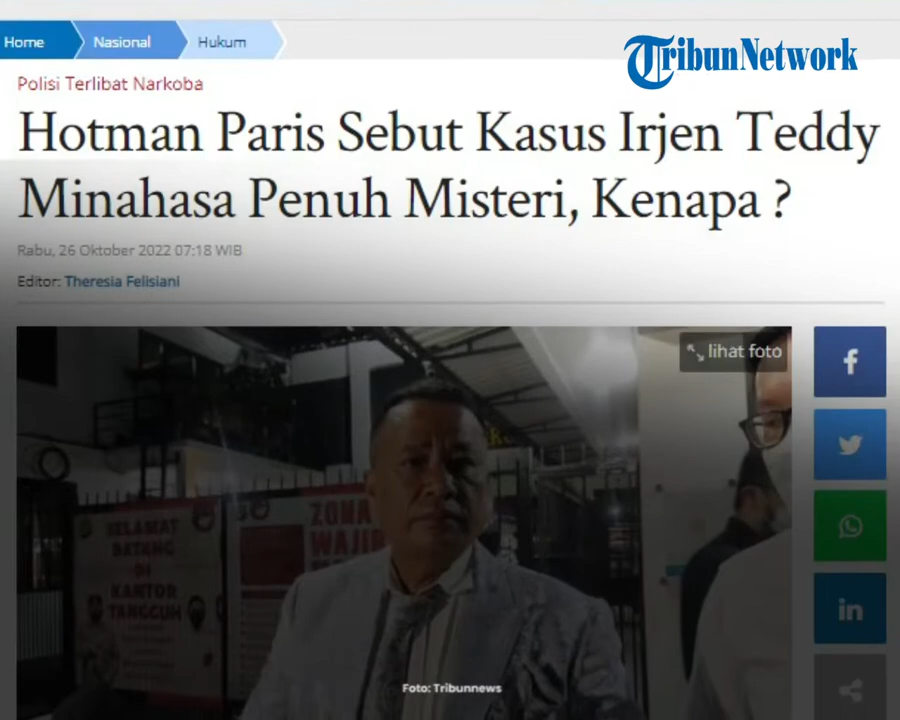 Home Nasional Hukum
TribunNetwork
Polisi Terlibat Narkoba
Hotman Paris Sebut Kasus Irjen Teddy
Minahasa Penuh Misteri, Kenapa ?
Rabu, 26 Oktober 2022 07:18 WIB
Editor: Theresia Felisiani
lihat foto
SELAMAT
DATANG
DI
KANTOR
TANGGUH
ZONA
WAJIB
Foto: Tribunnews